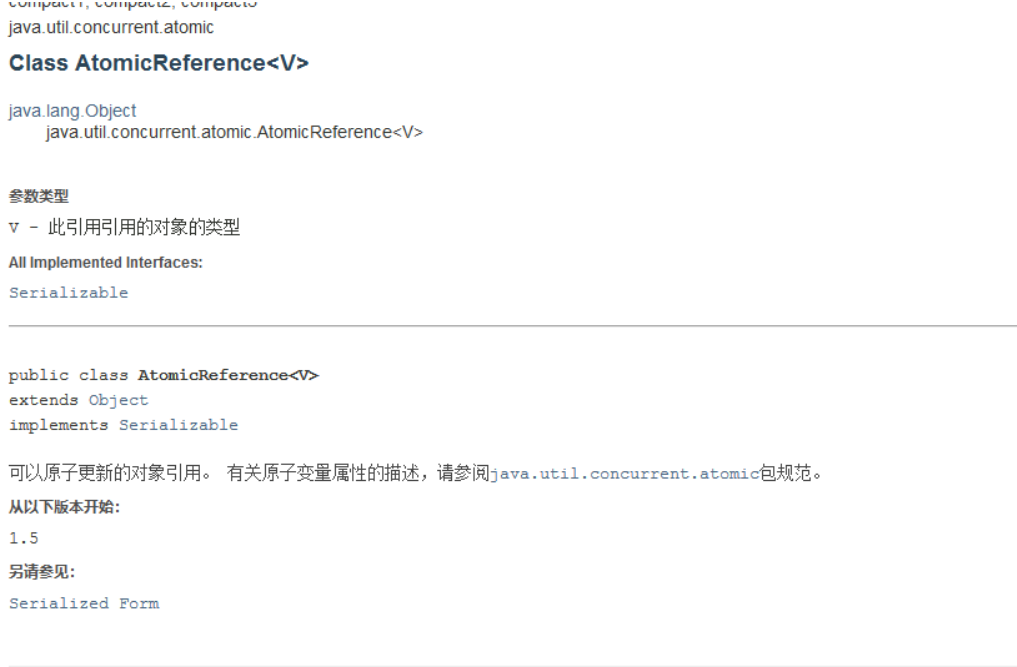 compact1, compact2, compact3
java.util.concurrent.atomic
Class AtomicReference<V>
java.lang.Object
java.util.concurrent.atomic.AtomicReference<V>
参数类型
V - 此引用引用的对象的类型
All Implemented Interfaces:
Serializable
public class AtomicReference<V>
extends Object
implements Serializable
可以原子更新的对象引用。 有关原子变量属性的描述，请参阅java.util.concurrent.atomic包规范。
从以下版本开始：
1.5
另请参见：
Serialized Form